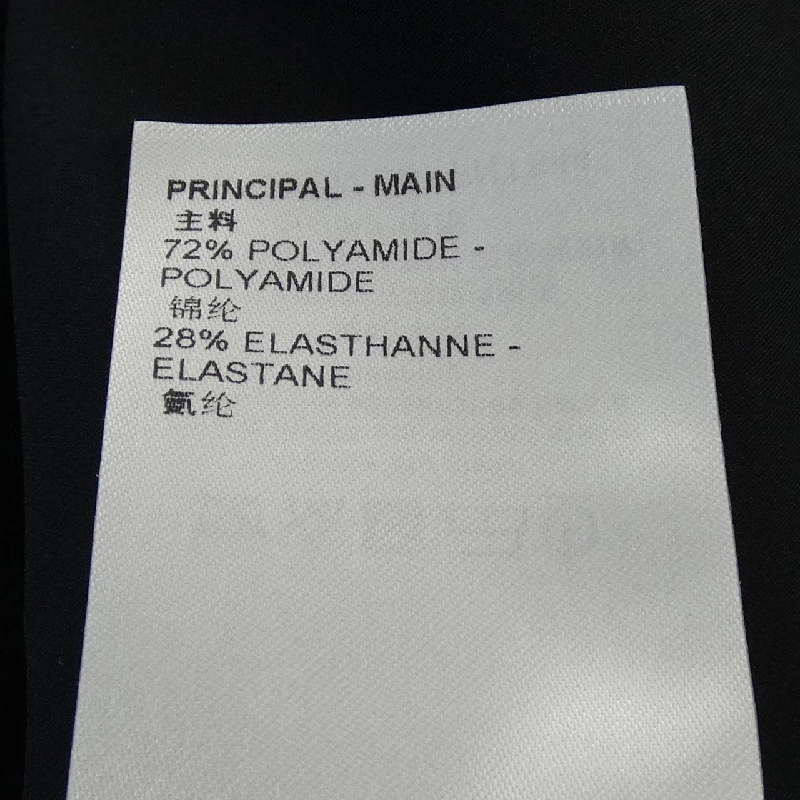 PRINCIPAL - MAIN
主料
72% POLYAMIDE -
POLYAMIDE
锦纶
28% ELASTHANNE -
ELASTANE
氨纶